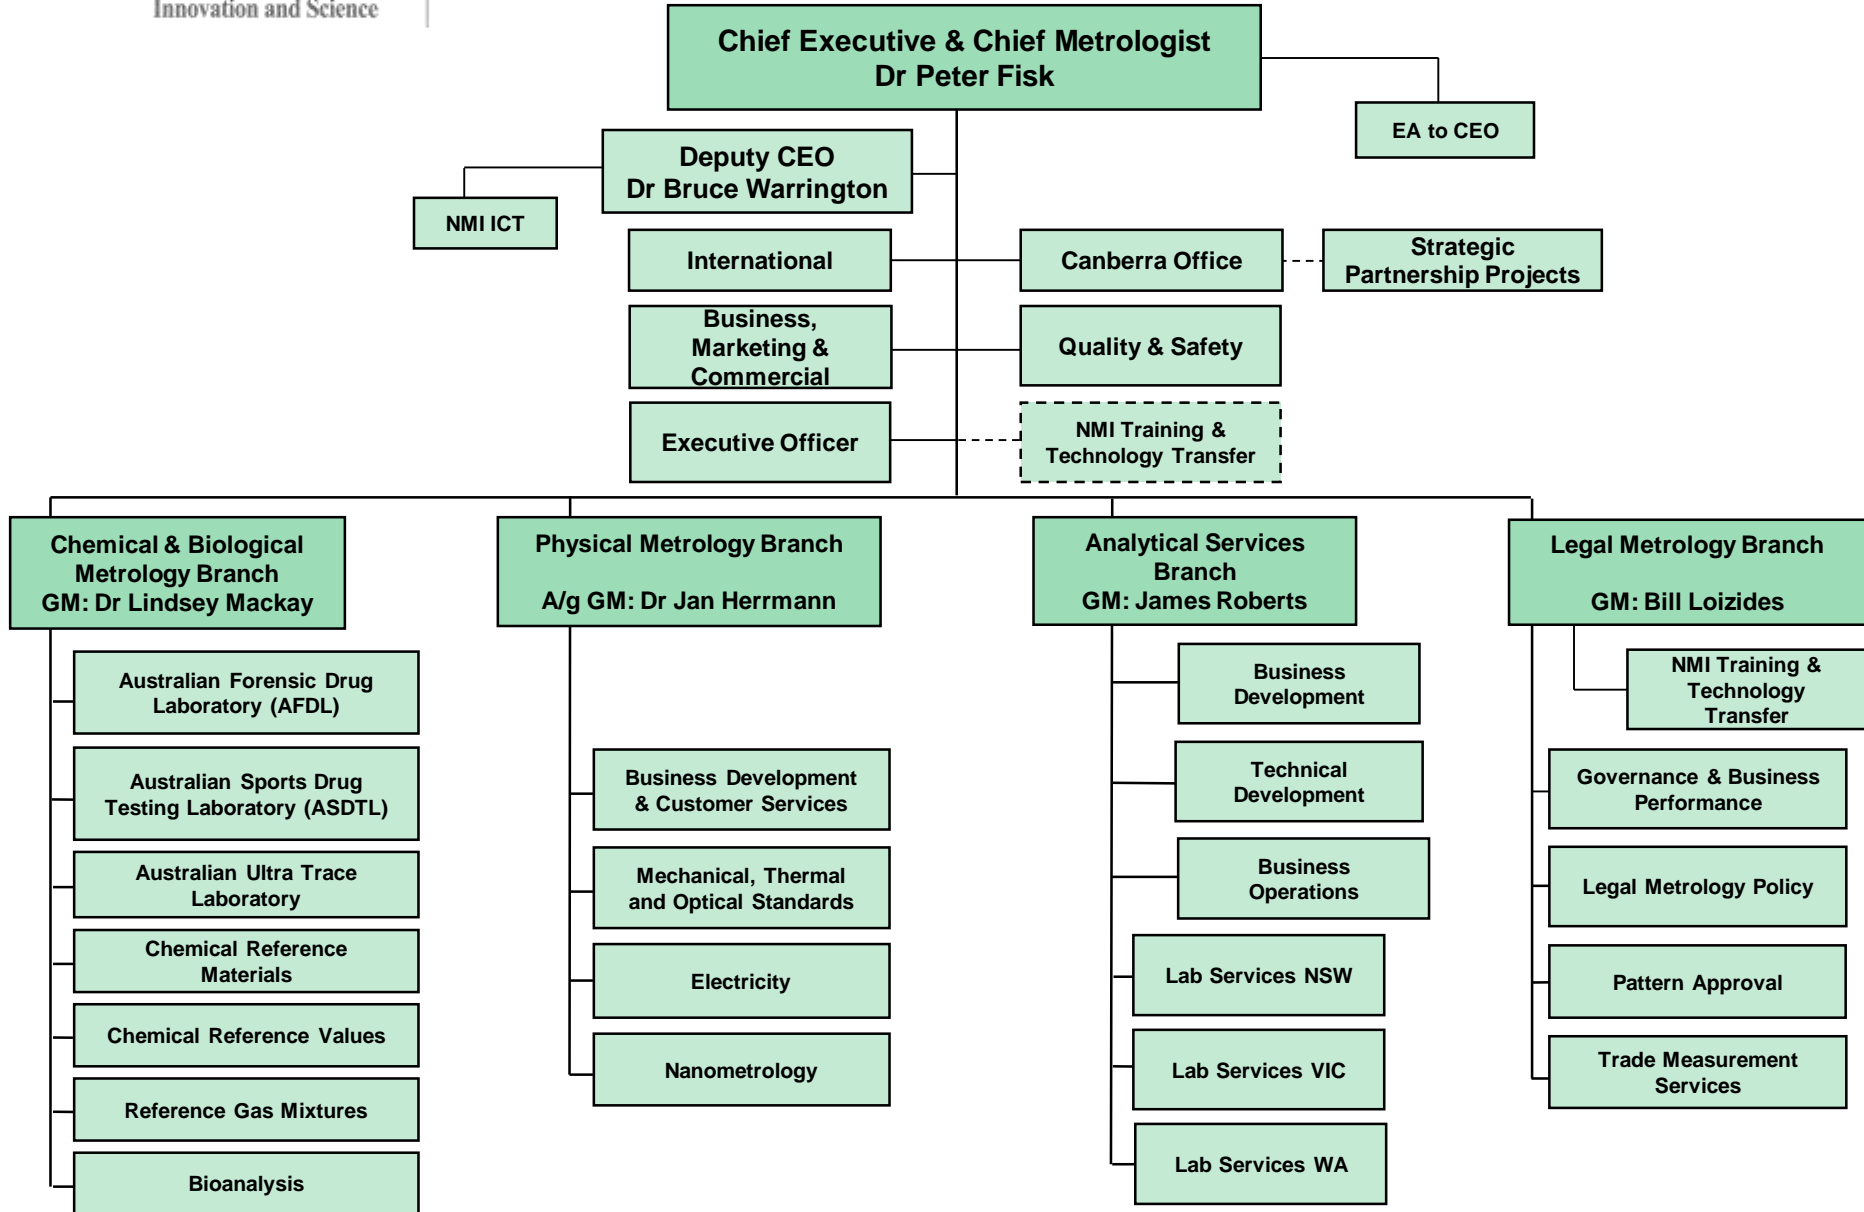 Innovation and Science
Chief Executive & Chief Metrologist
Dr Peter Fisk
EA to CEO
Deputy CEO
Dr Bruce Warrington
NMI ICT
International
Canberra Office
Strategic
Partnership Projects
Business,
Marketing &
Commercial
Quality & Safety
Executive Officer
NMI Training &
Technology Transfer
Chemical & Biological
Metrology Branch
GM: Dr Lindsey Mackay
Australian Forensic Drug
Laboratory (AFDL)
Australian Sports Drug
Testing Laboratory (ASDTL)
Australian Ultra Trace
Laboratory
Chemical Reference
Materials
Chemical Reference Values
Reference Gas Mixtures
Bioanalysis
Physical Metrology Branch
A/g GM: Dr Jan Herrmann
Business Development
& Customer Services
Mechanical, Thermal
and Optical Standards
Electricity
Nanometrology
Analytical Services
Branch
GM: James Roberts
Business
Development
Technical
Development
Business
Operations
Lab Services NSW
Lab Services VIC
Lab Services WA
Legal Metrology Branch
GM: Bill Loizides
NMI Training &
Technology
Transfer
Governance & Business
Performance
Legal Metrology Policy
Pattern Approval
Trade Measurement
Services